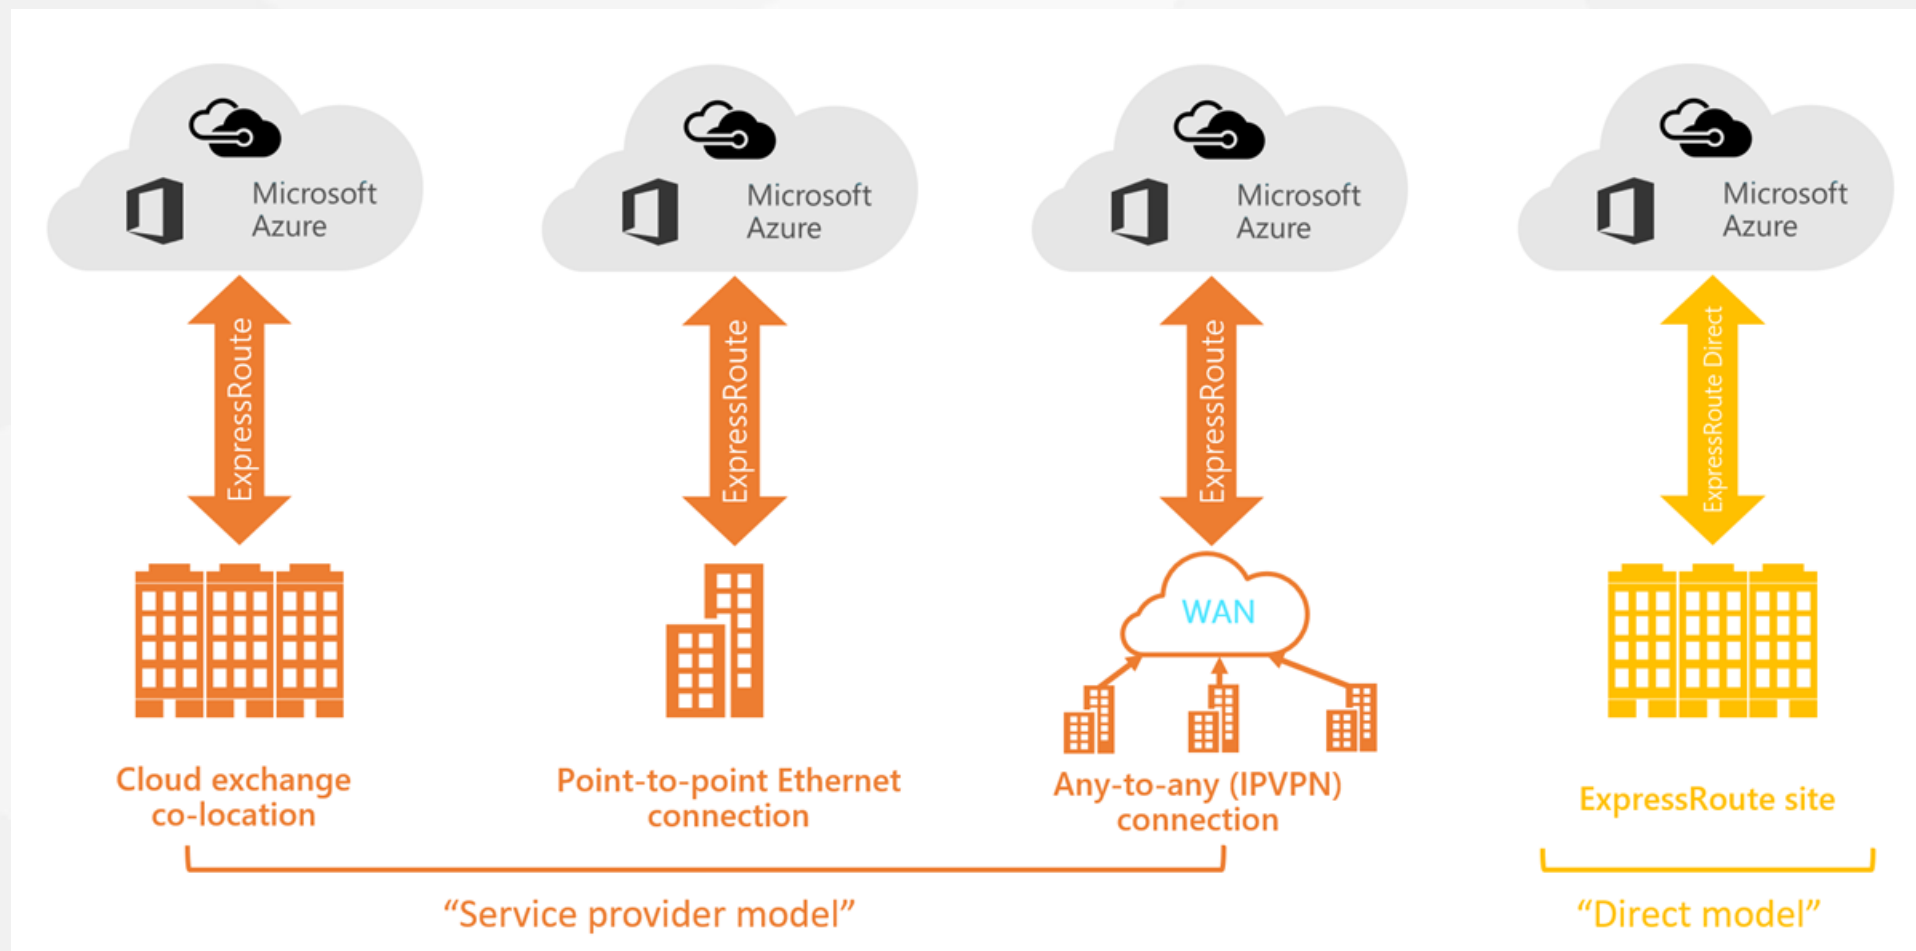 Microsoft
Azure
Microsoft
Azure
Microsoft
Azure
Microsoft
Azure
ExpressRoute
ExpressRoute
ExpressRoute
ExpressRoute Direct
WAN
Cloud exchange
co-location
Point-to-point Ethernet
connection
Any-to-any (IPVPN)
connection
ExpressRoute site
“Service provider model”
“Direct model”